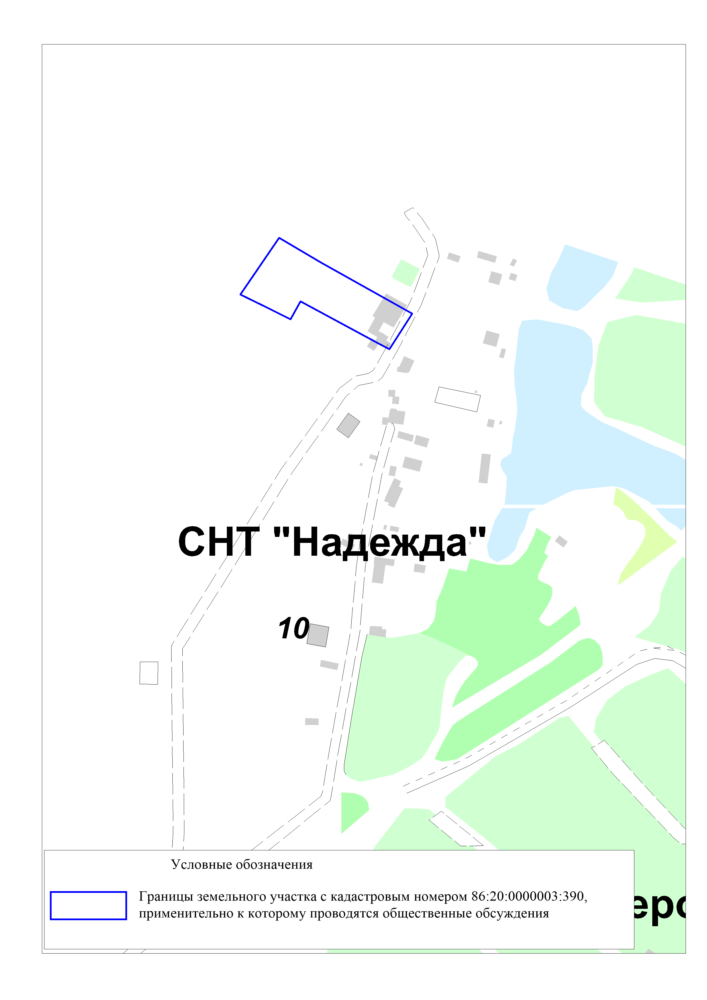 СНТ "Надежда"
10
Условные обозначения
Границы земельного участка с кадастровым номером 86:20:0000003:390,
применительно к которому проводятся общественные обсуждения